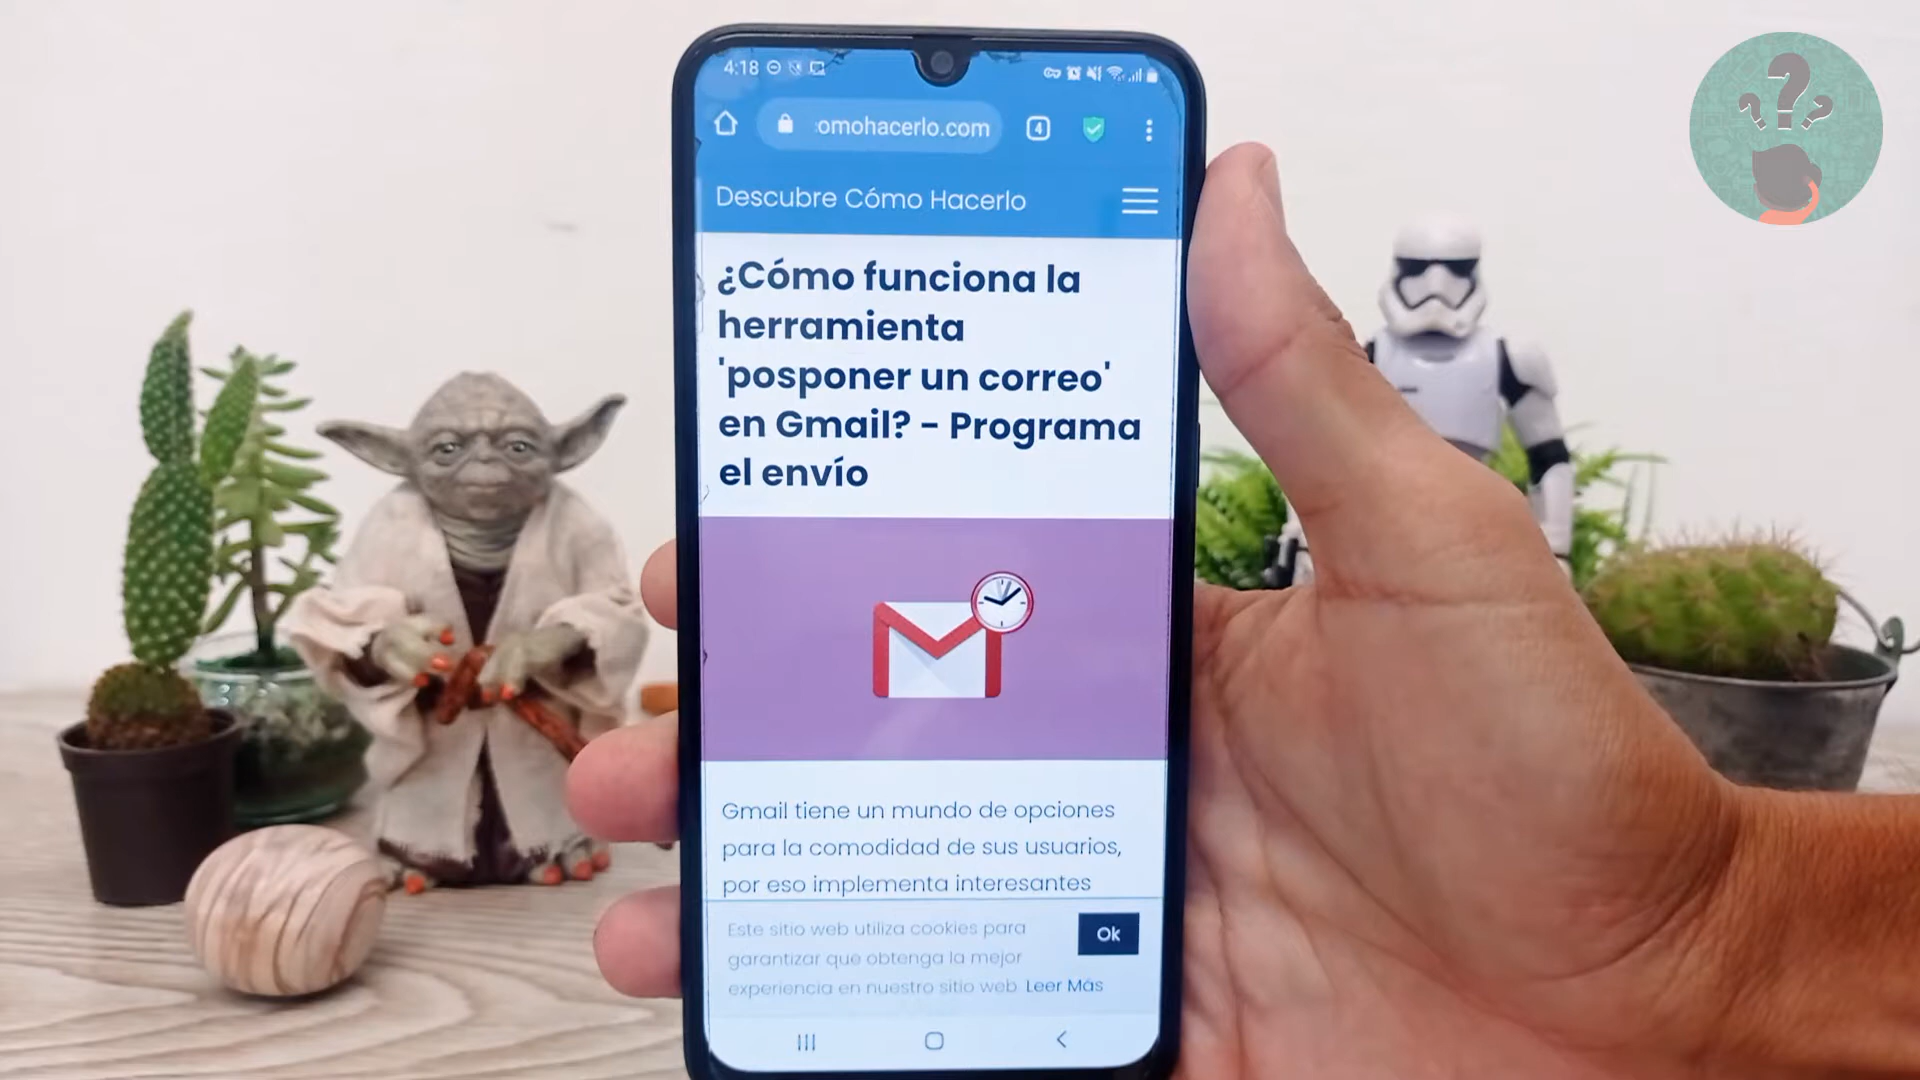 4:18
omohacerlo.com
4
Descubre Cómo Hacerlo
¿Cómo funciona la
herramienta
'posponer un correo'
en Gmail? - Programa
el envío
Gmail tiene un mundo de opciones
para la comodidad de sus usuarios,
por eso implementa interesantes
Este sitio web utiliza cookies para
garantizar que obtenga la mejor
experiencia en nuestro sitio web. Leer Más
Ok